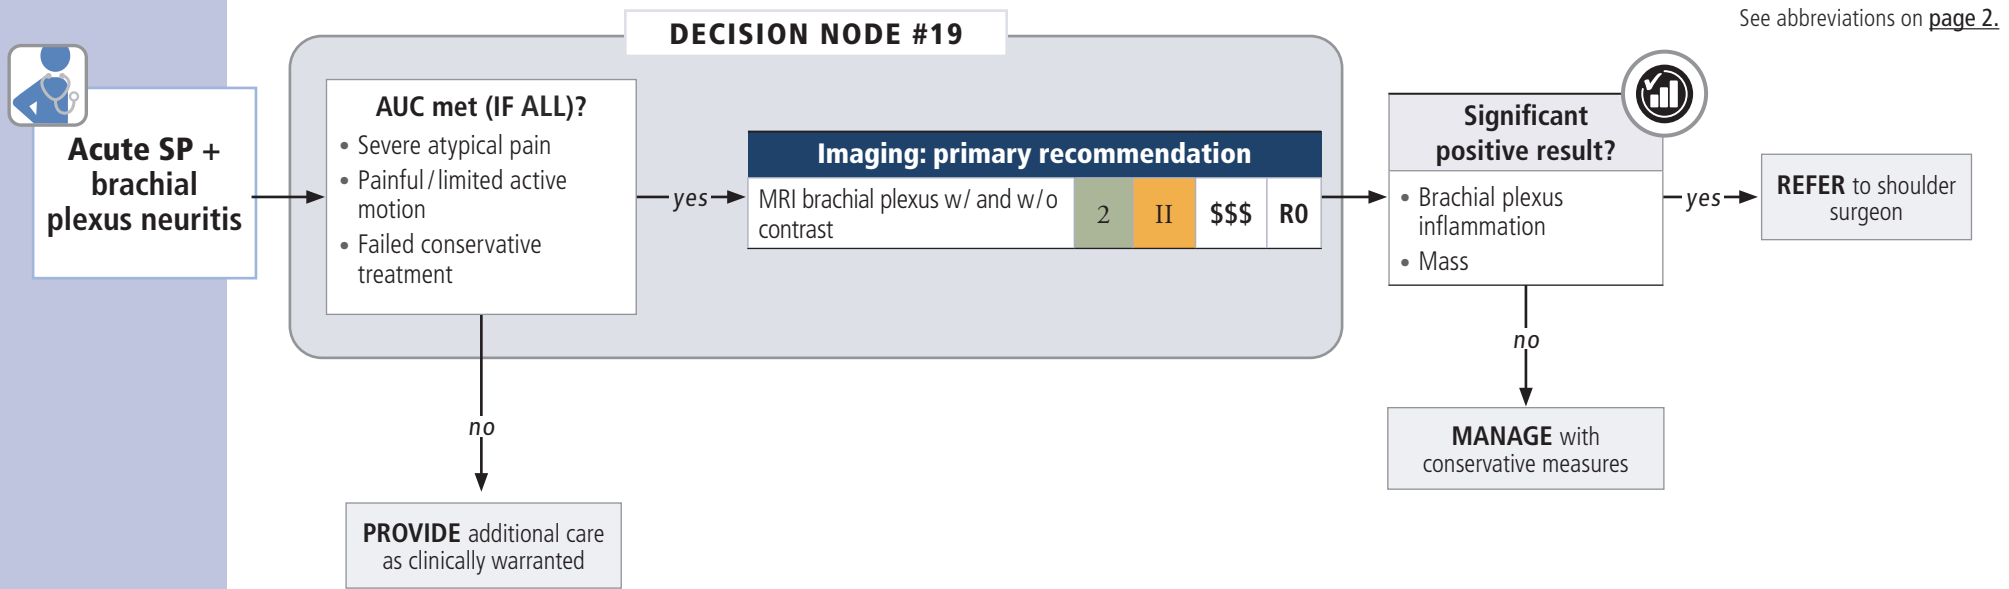 See abbreviations on page 2.
DECISION NODE #19
Acute SP +
brachial
plexus neuritis
AUC met (IF ALL)?
• Severe atypical pain
• Painful / limited active
motion
• Failed conservative
treatment
yes
Imaging: primary recommendation
MRI brachial plexus w/ and w/o
contrast
2 II $$$ R0
Significant
positive result?
• Brachial plexus
inflammation
• Mass
yes
REFER to shoulder
surgeon
no
MANAGE with
conservative measures
no
PROVIDE additional care
as clinically warranted